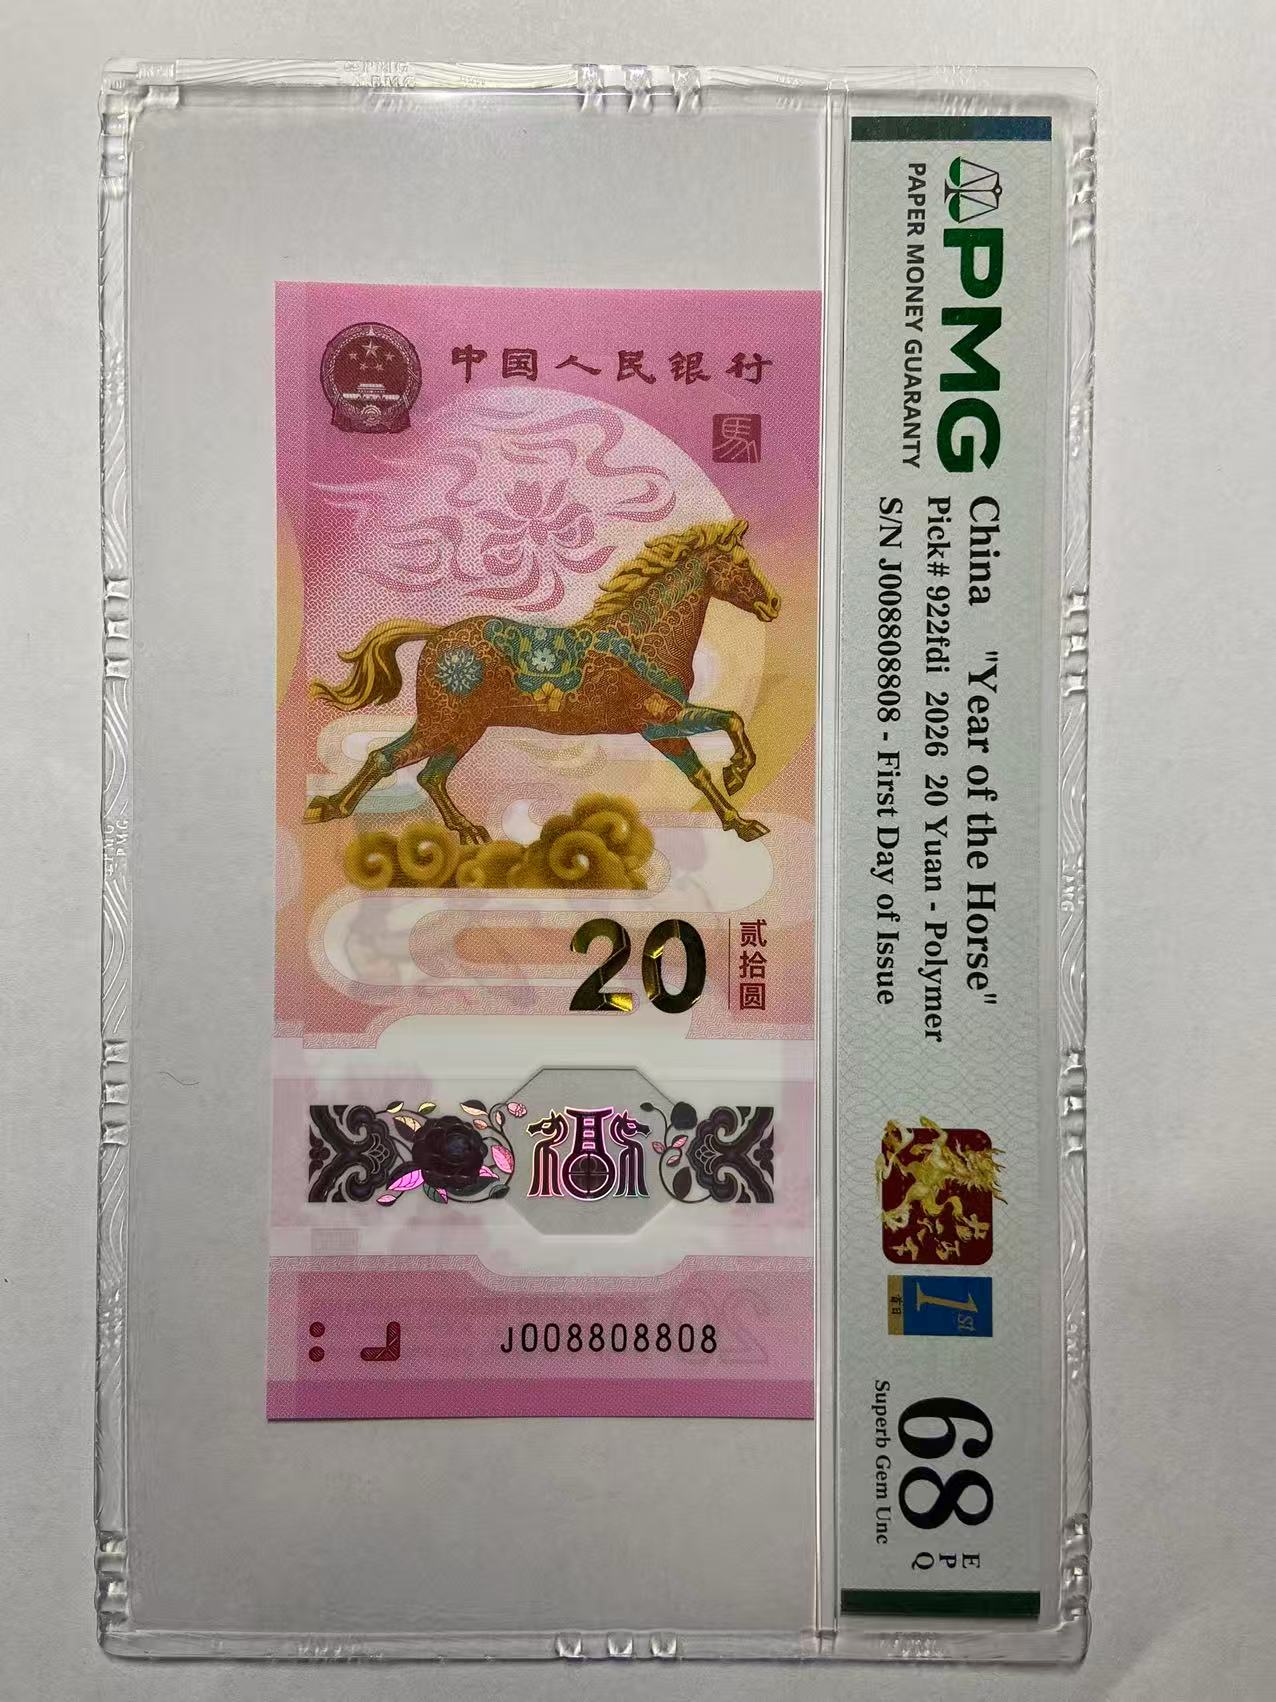 中国人民银行
馬
20
贰拾圆
J008808808
PMG
PAPER MONEY GUARANTY
China "Year of the Horse"
Pick# 922fdi 2026 20 Yuan - Polymer
S/N J008808808 - First Day of Issue
1st
首日
68
EPQ
Superb Gem Unc